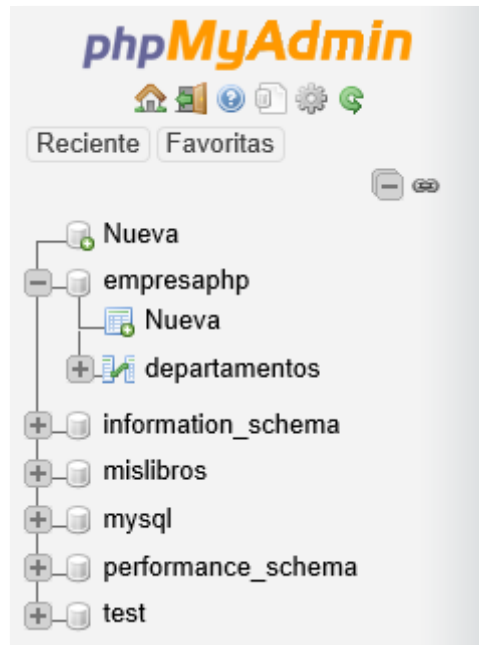 phpMyAdmin
Reciente Favoritas
Nueva
empresaphp
Nueva
departamentos
information_schema
mislibros
mysql
performance_schema
test